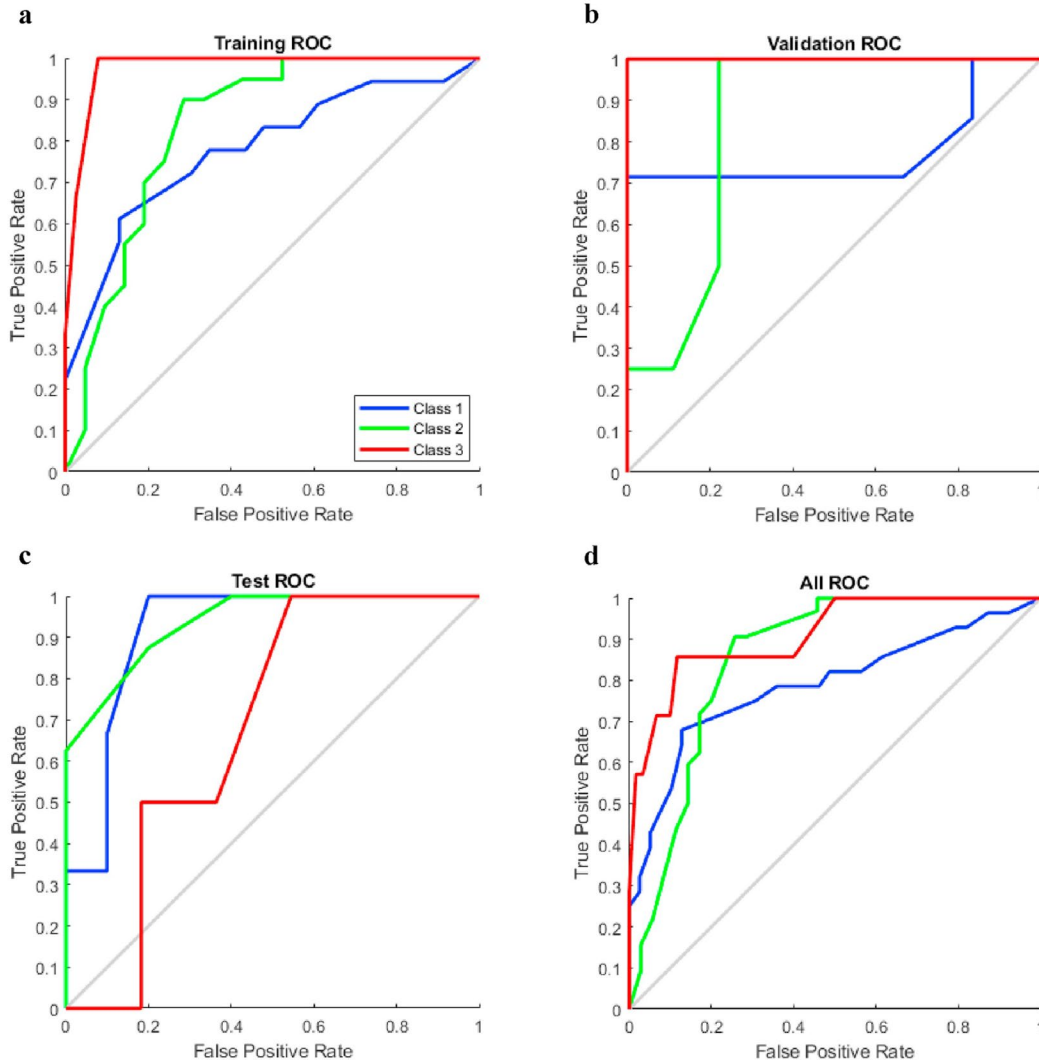 a
Training ROC
1
0.9
0.8
0.7
0.6
0.5
0.4
0.3
0.2
0.1
0
True Positive Rate
Class 1
Class 2
Class 3
0 0.2 0.4 0.6 0.8 1
False Positive Rate
b
Validation ROC
1
0.9
0.8
0.7
0.6
0.5
0.4
0.3
0.2
0.1
0
True Positive Rate
0 0.2 0.4 0.6 0.8 1
False Positive Rate
c
Test ROC
1
0.9
0.8
0.7
0.6
0.5
0.4
0.3
0.2
0.1
0
True Positive Rate
0 0.2 0.4 0.6 0.8 1
False Positive Rate
d
All ROC
1
0.9
0.8
0.7
0.6
0.5
0.4
0.3
0.2
0.1
0
True Positive Rate
0 0.2 0.4 0.6 0.8 1
False Positive Rate